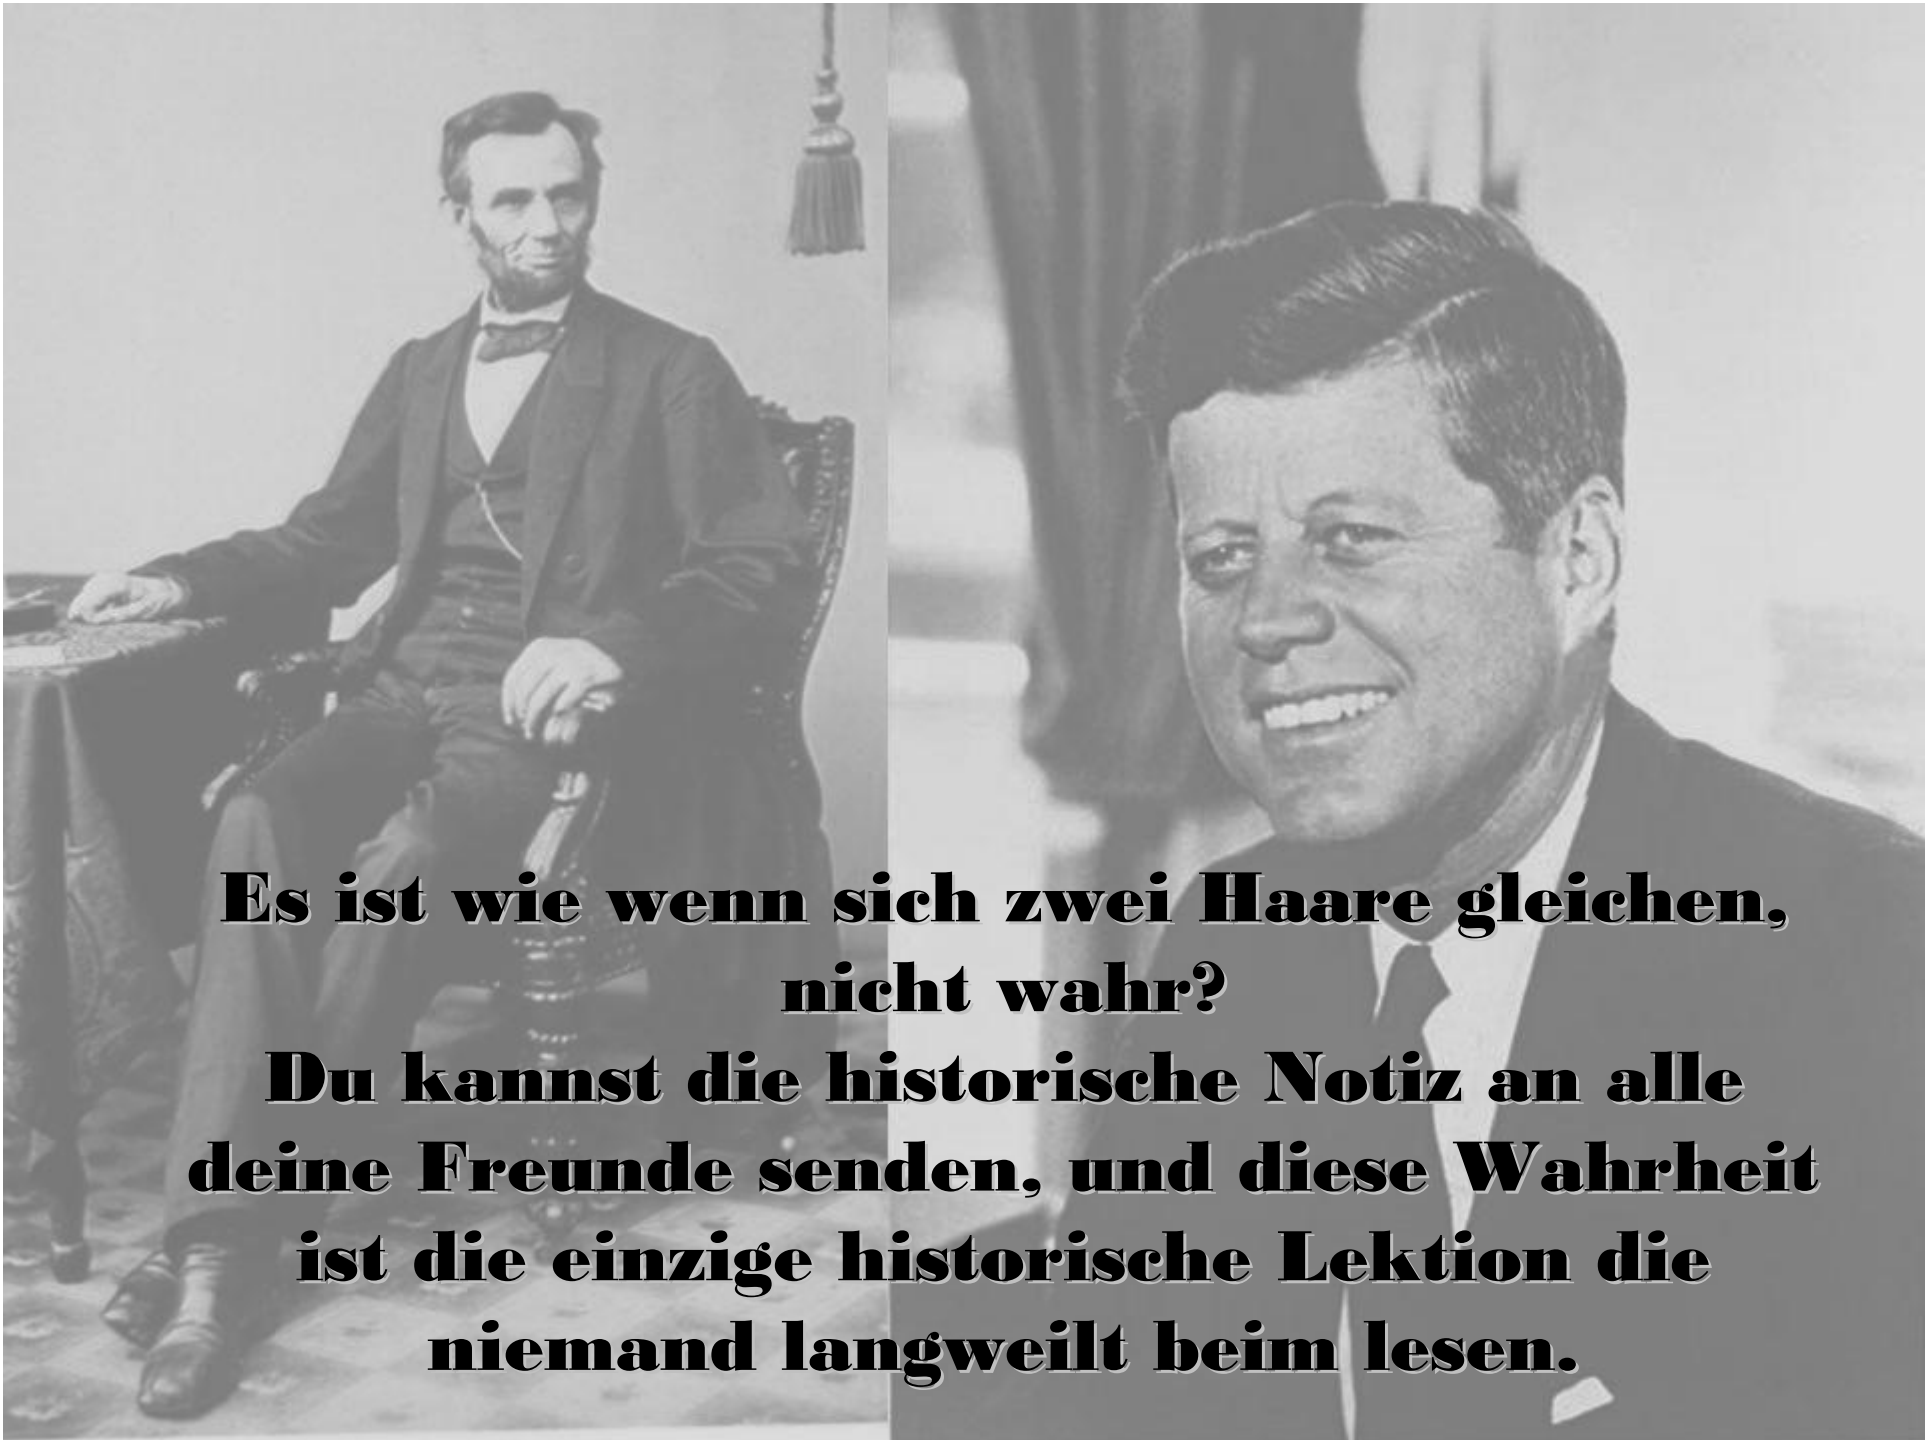 Es ist wie wenn sich zwei Haare gleichen,
nicht wahr?
Du kannst die historische Notiz an alle
deine Freunde senden, und diese Wahrheit
ist die einzige historische Lektion die
niemand langweilt beim lesen.